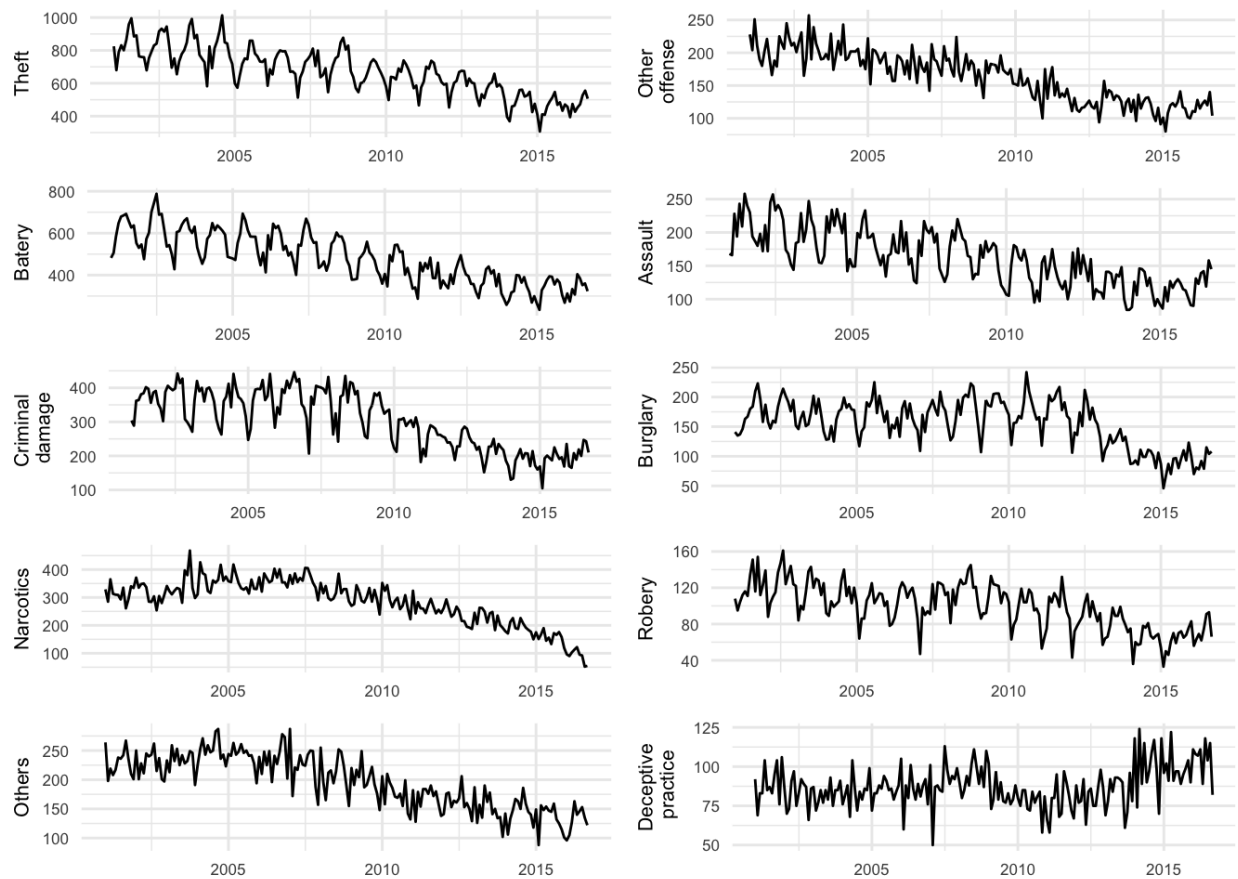 Theft
1000
800
600
400
2005 2010 2015
Other
offense
250
200
150
100
2005 2010 2015
Batery
800
600
400
2005 2010 2015
Assault
250
200
150
100
2005 2010 2015
Criminal
damage
400
300
200
100
2005 2010 2015
Burglary
250
200
150
100
50
2005 2010 2015
Narcotics
400
300
200
100
2005 2010 2015
Robery
160
120
80
40
2005 2010 2015
Others
250
200
150
100
2005 2010 2015
Deceptive
practice
125
100
75
50
2005 2010 2015